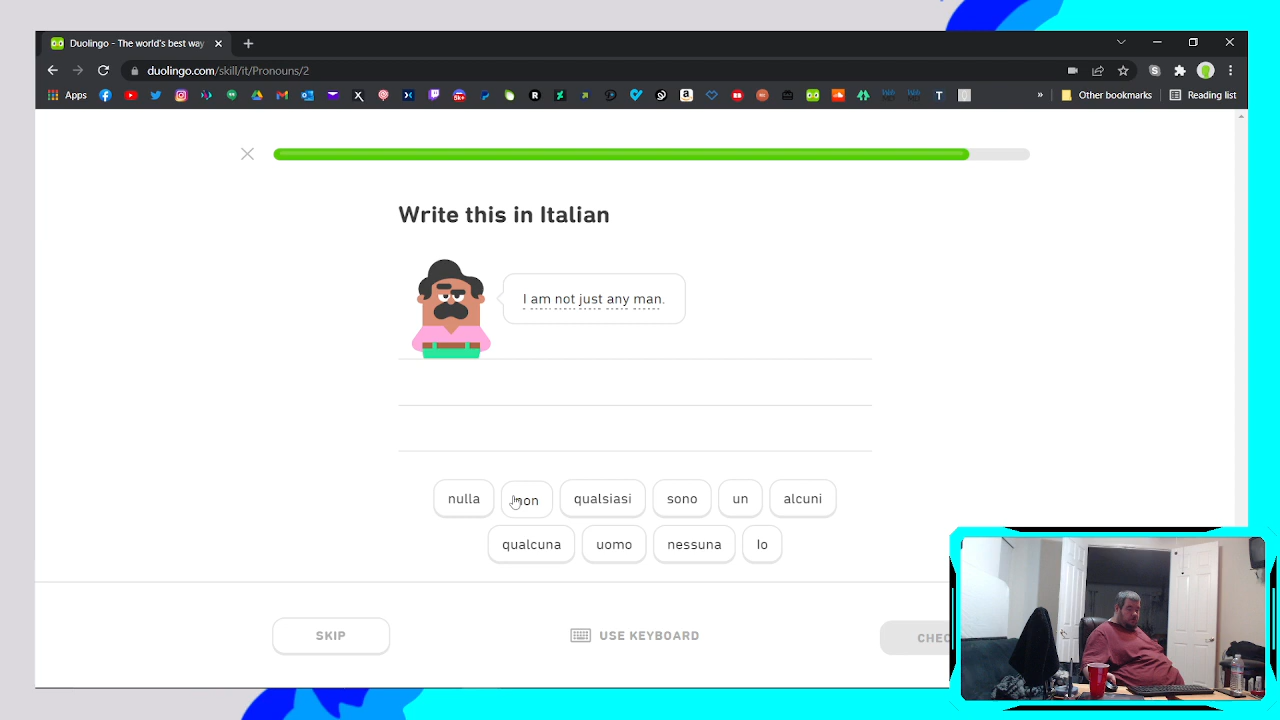 Duolingo - The world's best way
duolingo.com/skill/it/Pronouns/2
Apps
Other bookmarks
Reading list
Write this in Italian
I am not just any man.
nulla non qualsiasi sono un alcuni
qualcuna uomo nessuna Io
SKIP
USE KEYBOARD
CHEC